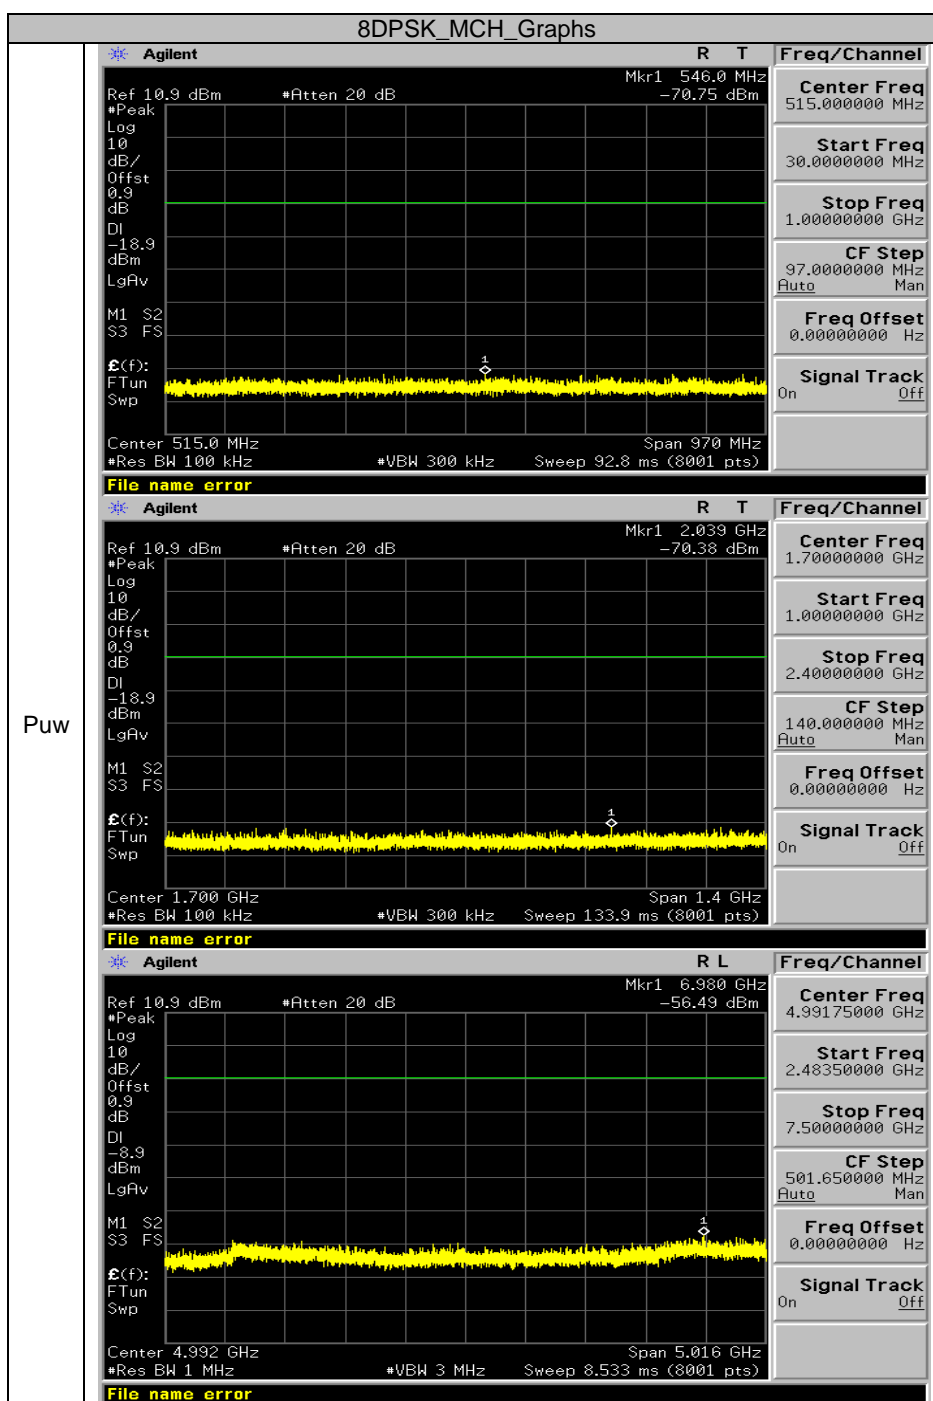 8DPSK_MCH_Graphs
Puw
Agilent R T Freq/Channel
Mkr1 546.0 MHz
Ref 10.9 dBm #Atten 20 dB -70.75 dBm
#Peak
Log
10
dB/
Offst
0.9
dB
DI
-18.9
dBm
LgAv
M1 S2
S3 FS
£(f):
FTun
Swp
1
Center 515.0 MHz Span 970 MHz
#Res BW 100 kHz #VBW 300 kHz Sweep 92.8 ms (8001 pts)
File name error
Center Freq
515.000000 MHz
Start Freq
30.0000000 MHz
Stop Freq
1.00000000 GHz
CF Step
97.0000000 MHz
Auto Man
Freq Offset
0.00000000 Hz
Signal Track
On Off
Agilent R T Freq/Channel
Mkr1 2.039 GHz
Ref 10.9 dBm #Atten 20 dB -70.38 dBm
#Peak
Log
10
dB/
Offst
0.9
dB
DI
-18.9
dBm
LgAv
M1 S2
S3 FS
£(f):
FTun
Swp
1
Center 1.700 GHz Span 1.4 GHz
#Res BW 100 kHz #VBW 300 kHz Sweep 133.9 ms (8001 pts)
File name error
Center Freq
1.70000000 GHz
Start Freq
1.00000000 GHz
Stop Freq
2.40000000 GHz
CF Step
140.000000 MHz
Auto Man
Freq Offset
0.00000000 Hz
Signal Track
On Off
Agilent R L Freq/Channel
Mkr1 6.980 GHz
Ref 10.9 dBm #Atten 20 dB -56.49 dBm
#Peak
Log
10
dB/
Offst
0.9
dB
DI
-8.9
dBm
LgAv
M1 S2
S3 FS
£(f):
FTun
Swp
1
Center 4.992 GHz Span 5.016 GHz
#Res BW 1 MHz #VBW 3 MHz Sweep 8.533 ms (8001 pts)
File name error
Center Freq
4.99175000 GHz
Start Freq
2.48350000 GHz
Stop Freq
7.50000000 GHz
CF Step
501.650000 MHz
Auto Man
Freq Offset
0.00000000 Hz
Signal Track
On Off